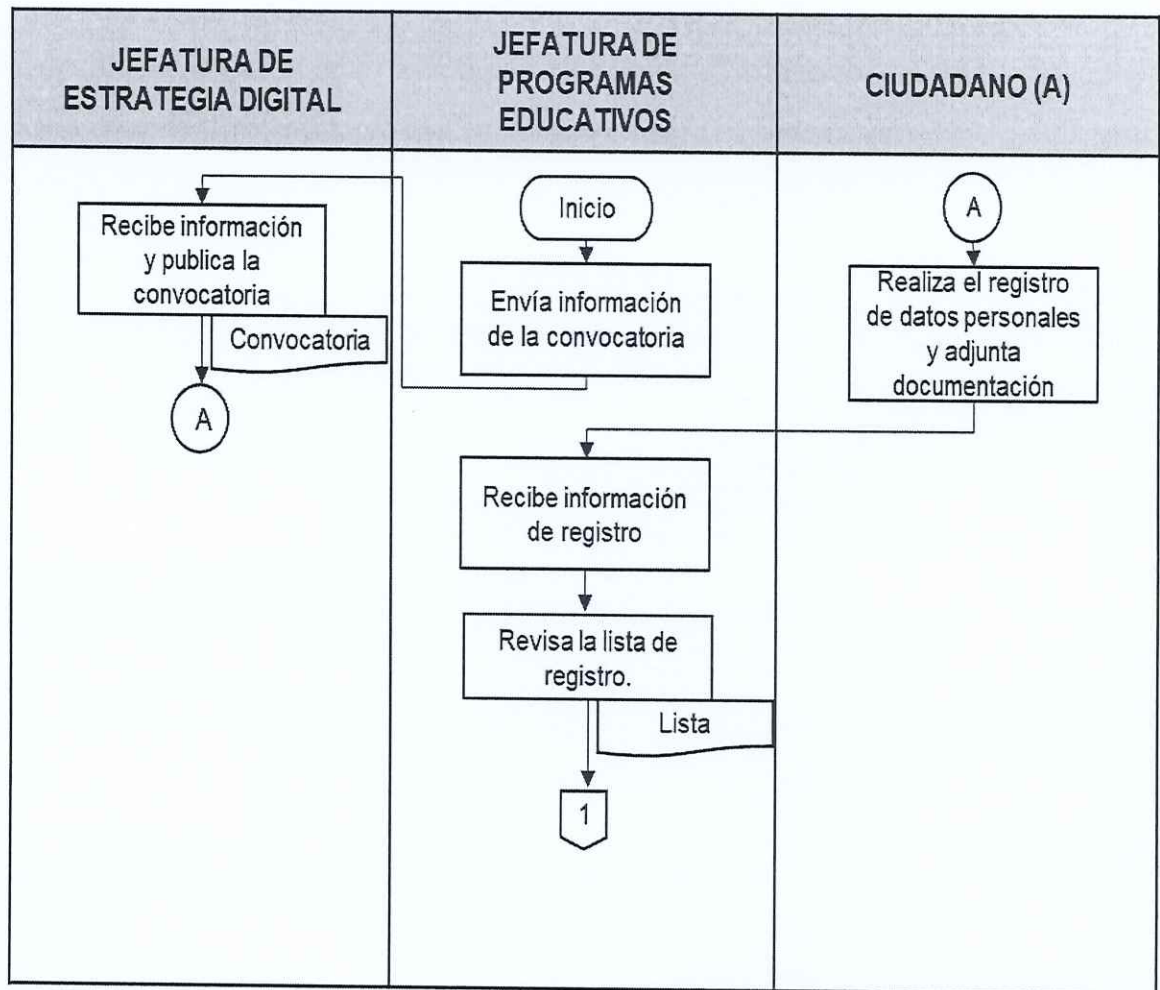 JEFATURA DE
ESTRATEGIA DIGITAL
JEFATURA DE
PROGRAMAS
EDUCATIVOS
CIUDADANO (A)
Recibe información
y publica la
convocatoria
Convocatoria
A
Inicio
Envía información
de la convocatoria
A
Realiza el registro
de datos personales
y adjunta
documentación
Recibe información
de registro
Revisa la lista de
registro.
Lista
1